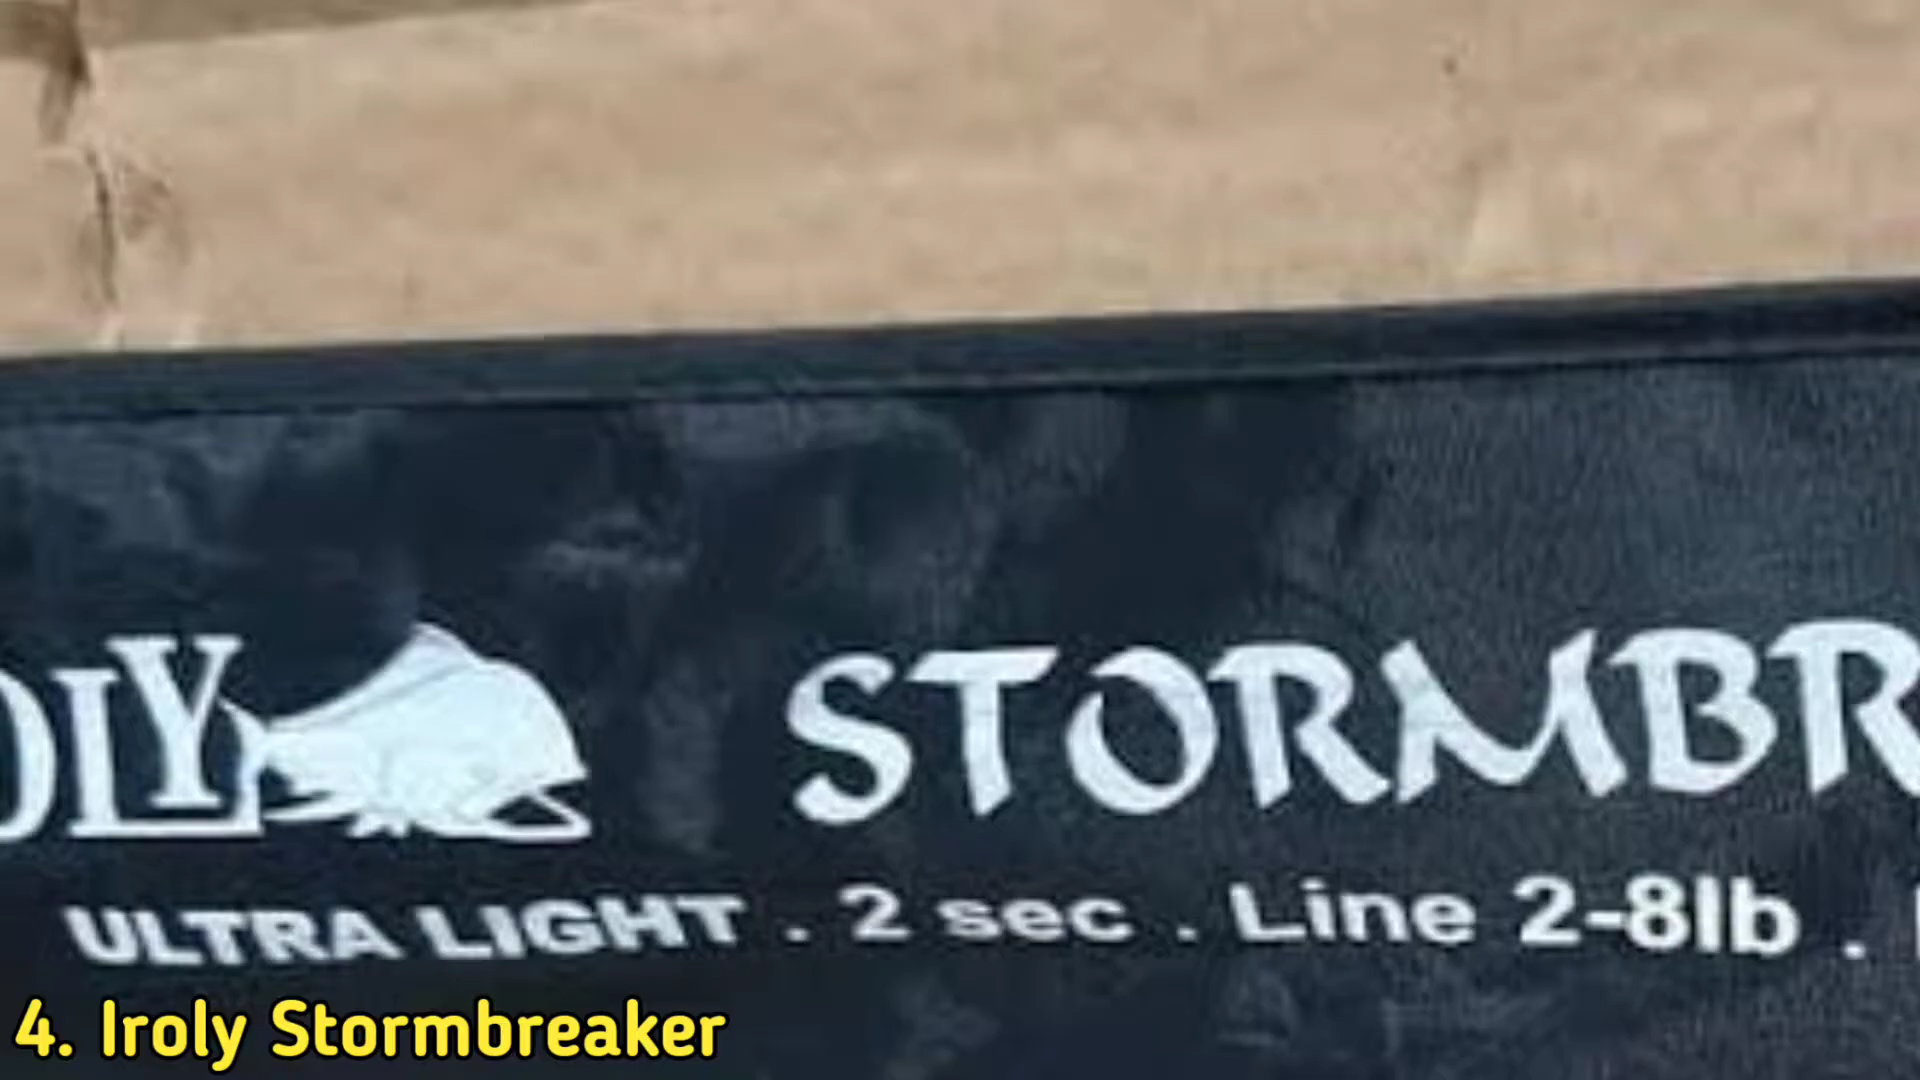 OLY STORMBR
ULTRA LIGHT . 2 sec . Line 2-8lb .
4. Iroly Stormbreaker